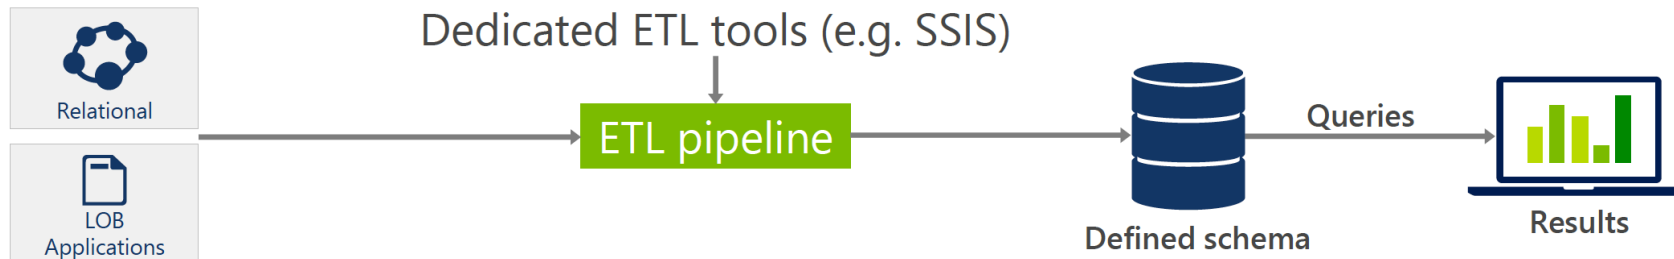 Dedicated ETL tools (e.g. SSIS)
Relational
ETL pipeline
Queries
LOB
Applications
Defined schema
Results